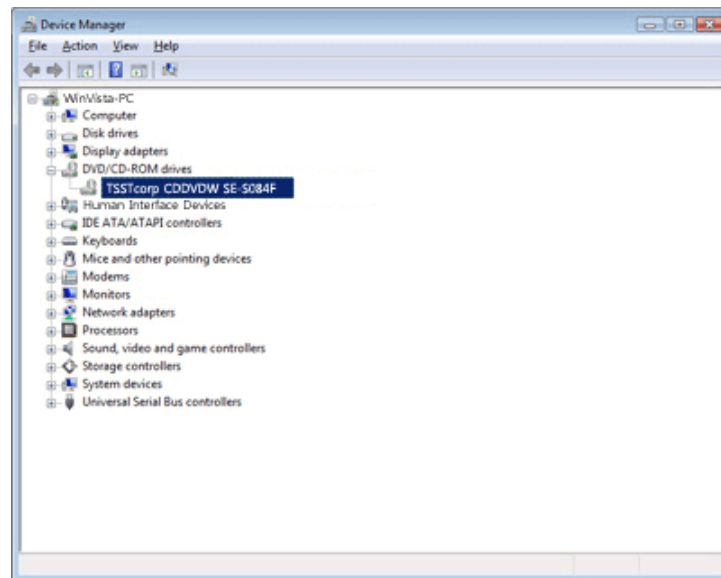 Device Manager
File Action View Help
WinVista-PC
Computer
Disk drives
Display adapters
DVD/CD-ROM drives
TSSTcorp CDDVDW SE-S084F
Human Interface Devices
IDE ATA/ATAPI controllers
Keyboards
Mice and other pointing devices
Modems
Monitors
Network adapters
Processors
Sound, video and game controllers
Storage controllers
System devices
Universal Serial Bus controllers